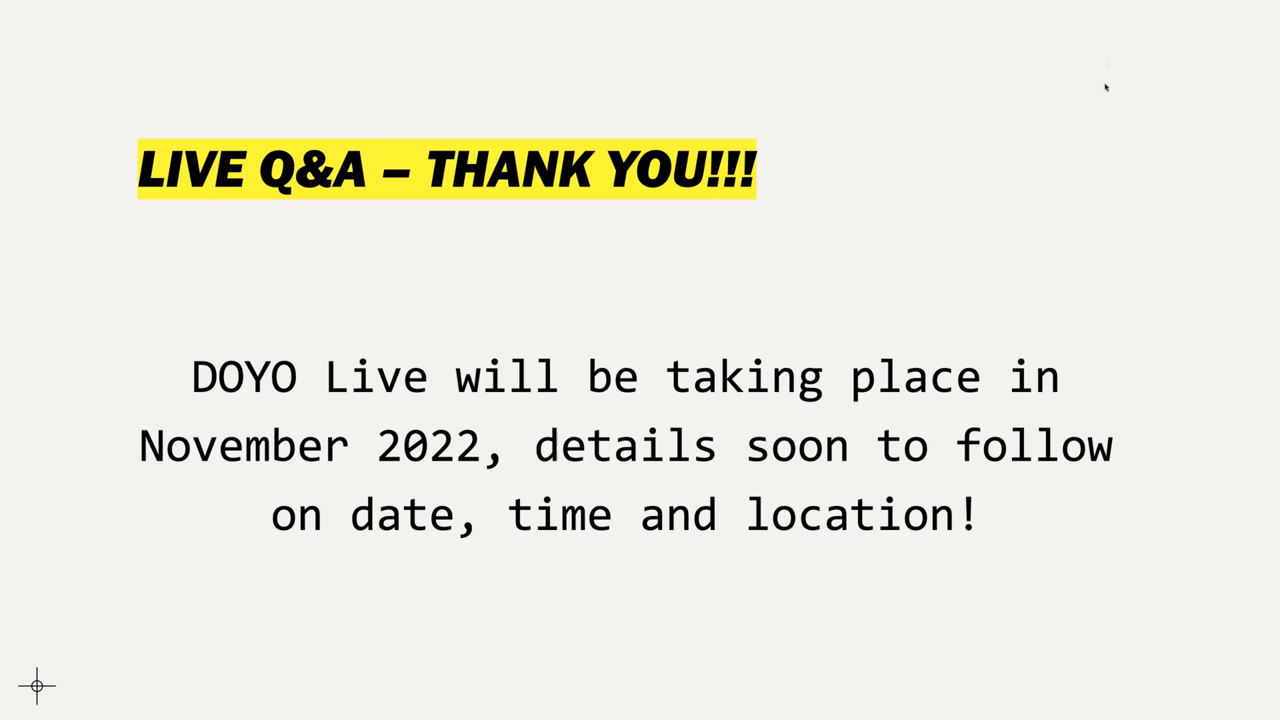 LIVE Q&A – THANK YOU!!!
DOYO Live will be taking place in
November 2022, details soon to follow
on date, time and location!